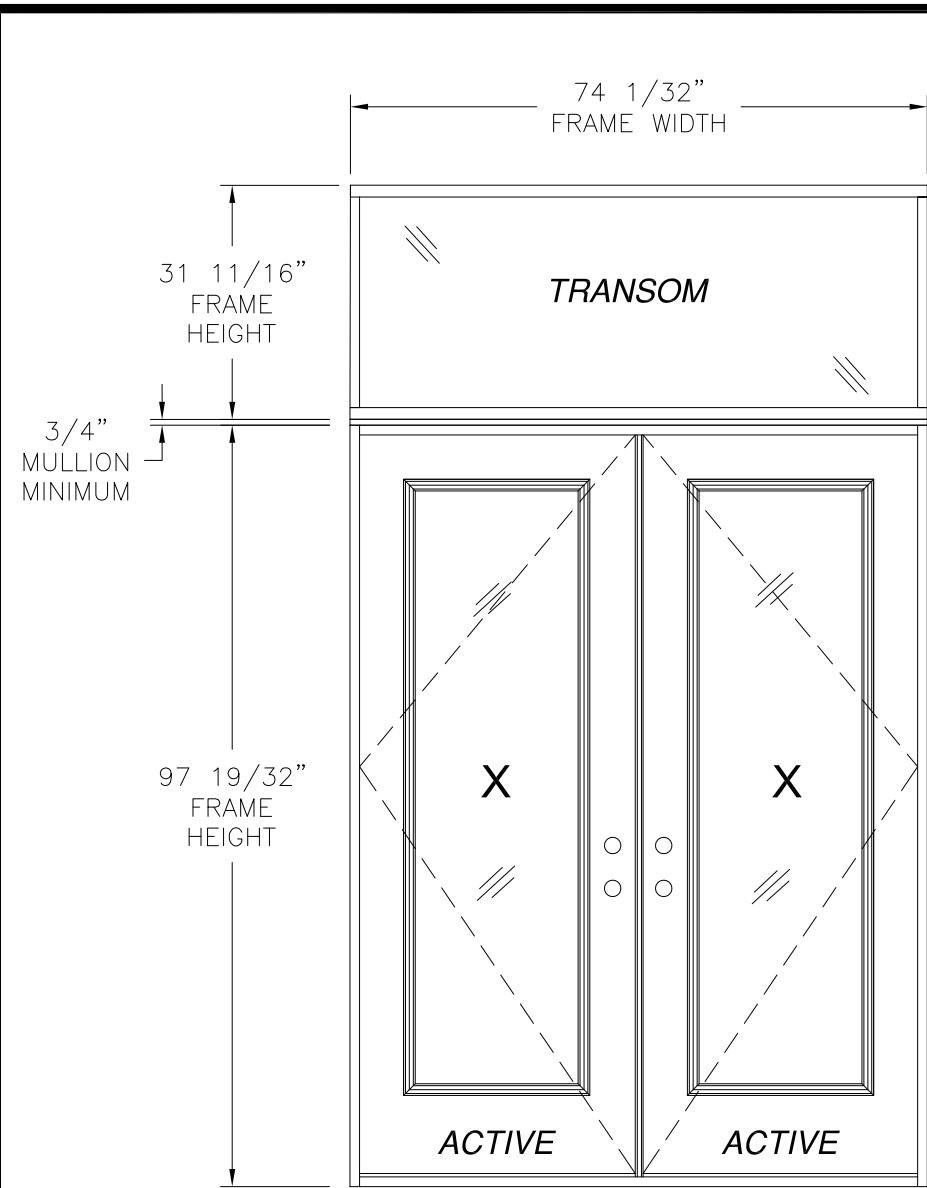 74 1/32”
FRAME WIDTH
31 11/16”
FRAME
HEIGHT
TRANSOM
3/4”
MULLION
MINIMUM
97 19/32”
FRAME
HEIGHT
X
X
ACTIVE
ACTIVE